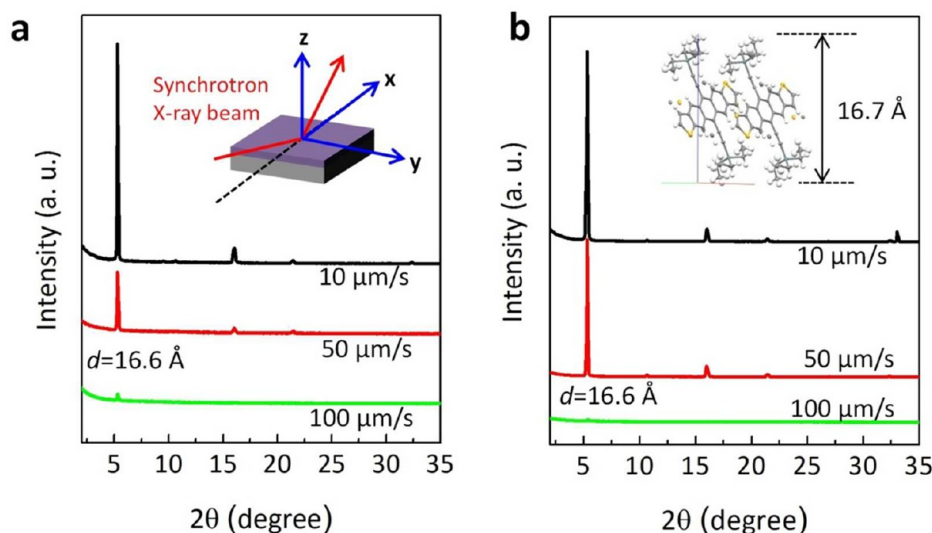 a
Intensity (a. u.)
Synchrotron
X-ray beam
z
x
y
10 μm/s
50 μm/s
d=16.6 Å
100 μm/s
5 10 15 20 25 30 35
2θ (degree)
b
Intensity (a. u.)
16.7 Å
10 μm/s
50 μm/s
d=16.6 Å
100 μm/s
5 10 15 20 25 30 35
2θ (degree)